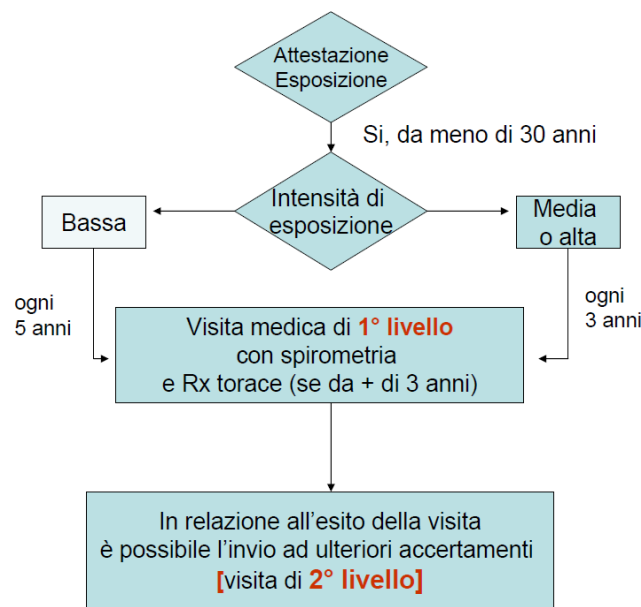 Attestazione
Esposizione
Si, da meno di 30 anni
Intensità di
esposizione
Bassa
Media
o alta
ogni
5 anni
ogni
3 anni
Visita medica di 1° livello
con spirometria
e Rx torace (se da + di 3 anni)
In relazione all'esito della visita
è possibile l'invio ad ulteriori accertamenti
[visita di 2° livello]